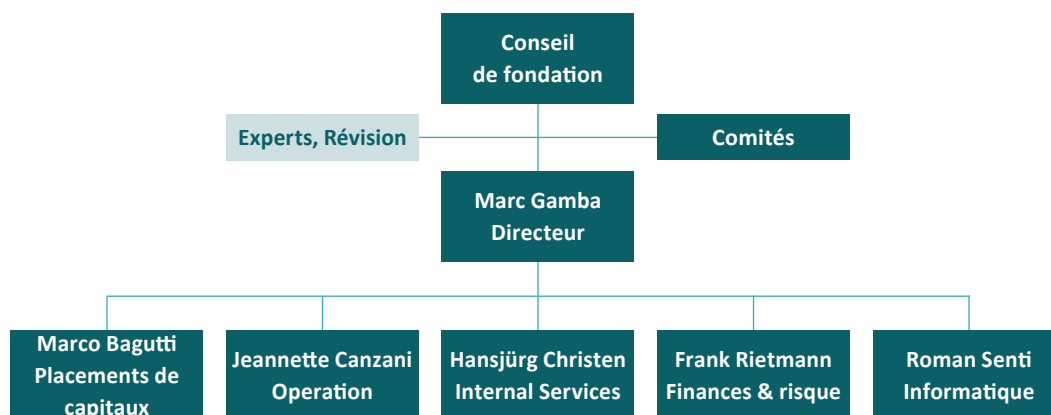 Conseil
de fondation
Experts, Révision
Comités
Marc Gamba
Directeur
Marco Bagutti
Placements de
capitaux
Jeannette Canzani
Operation
Hansjürg Christen
Internal Services
Frank Rietmann
Finances & risque
Roman Senti
Informatique